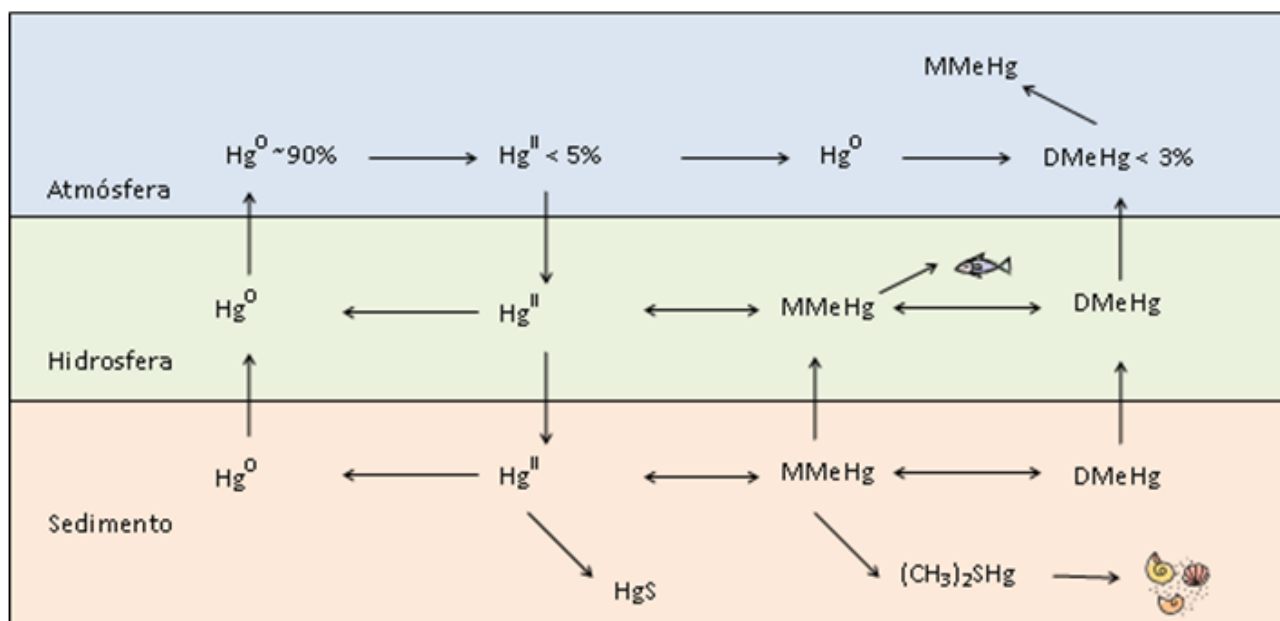 MMeHg
Hg⁰ ~90% Hgᴵᴵ < 5% Hg⁰ DMeHg < 3%
Atmósfera
Hg⁰ Hgᴵᴵ MMeHg DMeHg
Hidrosfera
Hg⁰ Hgᴵᴵ MMeHg DMeHg
Sedimento
HgS (CH₃)₂SHg